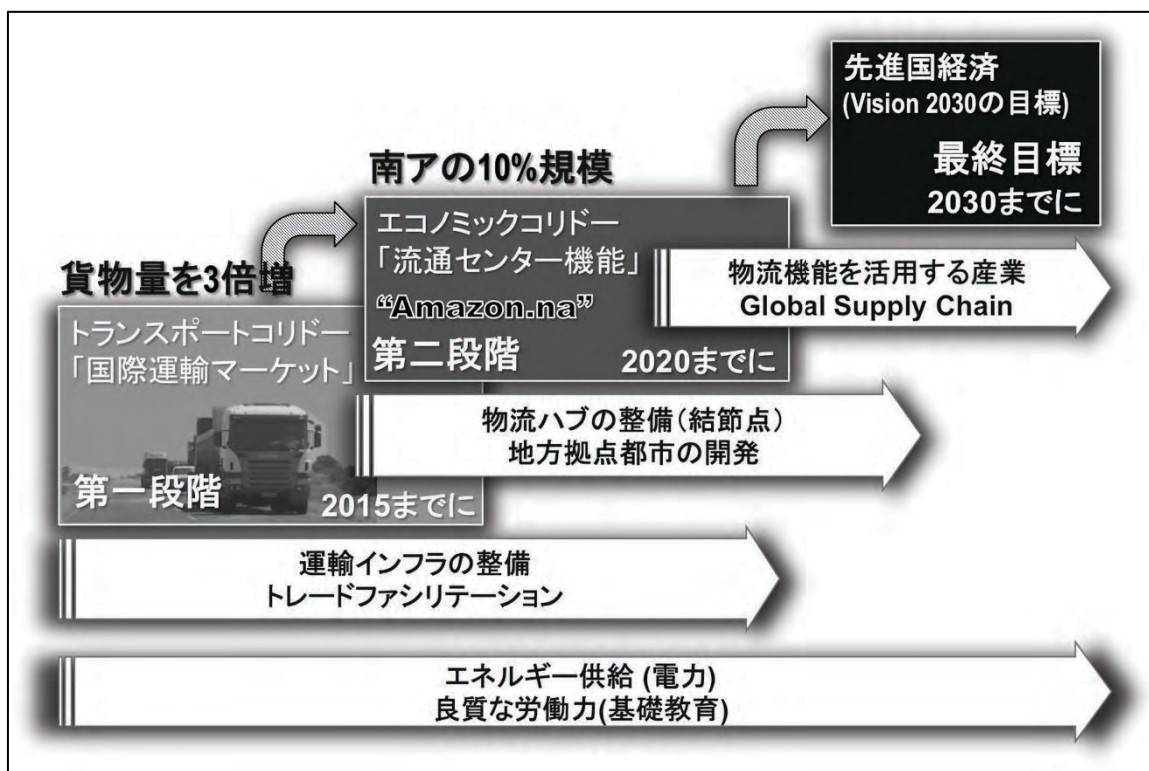 先進国経済
(Vision 2030の目標)
最終目標
2030までに
南アの10%規模
エコノミックコリドー
「流通センター機能」
“Amazon.na”
第二段階
2020までに
物流機能を活用する産業
Global Supply Chain
貨物量を3倍増
トランスポートコリドー
「国際運輸マーケット」
第一段階
2015までに
物流ハブの整備(結節点)
地方拠点都市の開発
運輸インフラの整備
トレードファシリテーション
エネルギー供給 (電力)
良質な労働力(基礎教育)